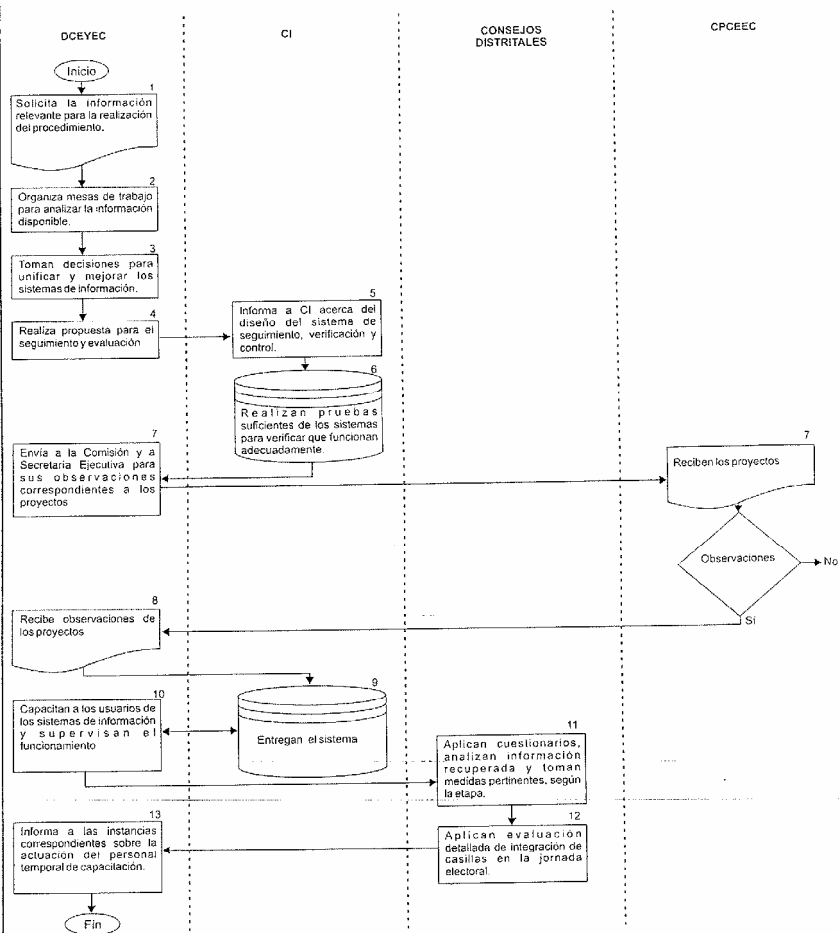 DCEYEC
CI
CONSEJOS
DISTRITALES
CPCEEC
Inicio
1
Solicita la información
relevante para la realización
del procedimiento.
2
Organiza mesas de trabajo
para analizar la información
disponible.
3
Toman decisiones para
unificar y mejorar los
sistemas de información.
4
Realiza propuesta para el
seguimiento y evaluación
5
Informa a CI acerca del
diseño del sistema de
seguimiento, verificación y
control.
6
Realizan pruebas
suficientes de los sistemas
para verificar que funcionan
adecuadamente.
7
Envía a la Comisión y a
Secretaria Ejecutiva para
sus observaciones
correspondientes a los
proyectos
7
Reciben los proyectos
Observaciones
No
Si
8
Recibe observaciones de
los proyectos
9
Entregan el sistema
10
Capacitan a los usuarios de
los sistemas de información
y supervisan el
funcionamiento
11
Aplican cuestionarios,
analizan información
recuperada y toman
medidas pertinentes, según
la etapa.
12
Aplican evaluación
detallada de integración de
casillas en la jornada
electoral.
13
Informa a las instancias
correspondientes sobre la
actuación del personal
temporal de capacitación.
Fin